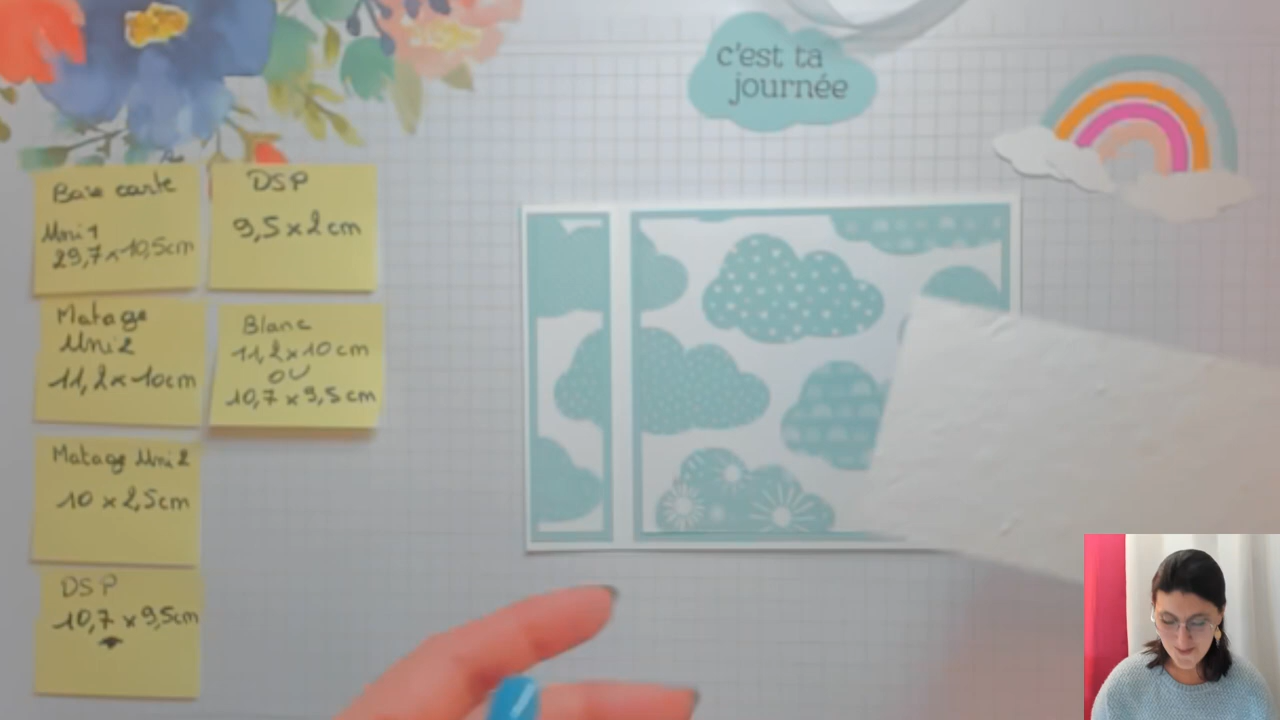 c'est ta
journée
Base carte
Uni 1
29,7 x 10,5cm
DSP
9,5 x 2 cm
Matage
Uni 2
11,2 x 10cm
Blanc
11,2 x 10 cm
OU
10,7 x 9,5 cm
Matage Uni 2
10 x 2,5cm
DSP
10,7 x 9,5cm